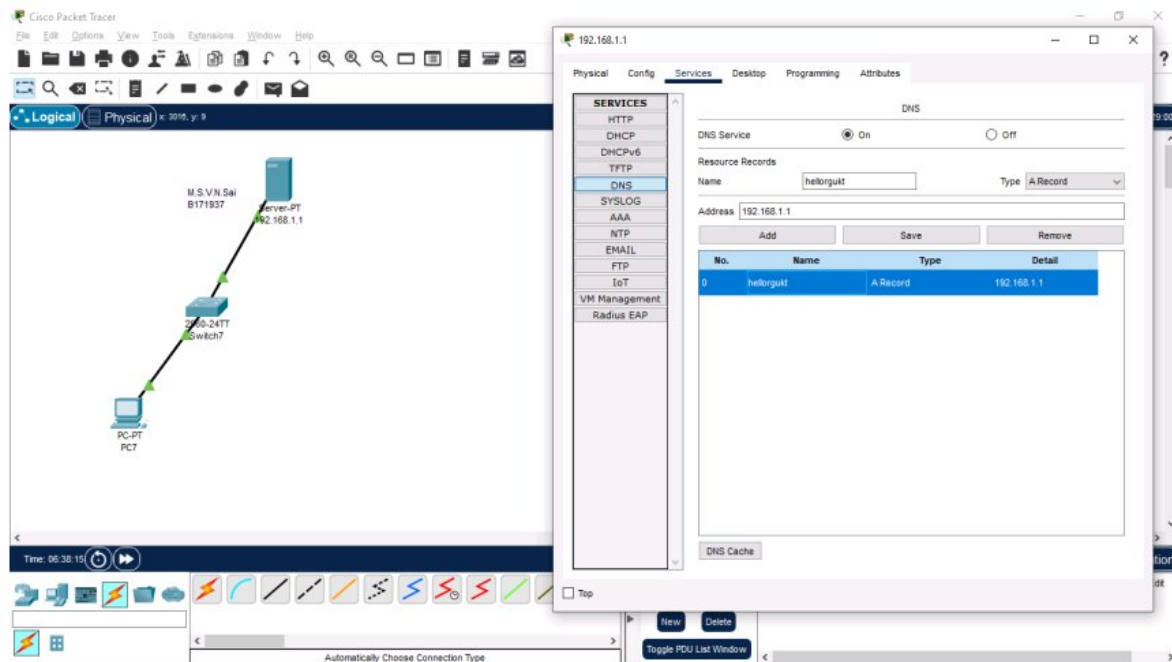 Cisco Packet Tracer
File Edit Options View Tools Extensions Window Help
?
Logical Physical x: 3016, y: 9
M.S.V.N.Sai
B171937
Server-PT
192.168.1.1
2960-24TT
Switch7
PC-PT
PC7
Time: 06:38:15
Automatically Choose Connection Type
192.168.1.1
Physical Config Services Desktop Programming Attributes
SERVICES
HTTP
DHCP
DHCPv6
TFTP
DNS
SYSLOG
AAA
NTP
EMAIL
FTP
IoT
VM Management
Radius EAP
DNS
DNS Service On Off
Resource Records
Name hellorgukt Type A Record
Address 192.168.1.1
Add Save Remove
No. Name Type Detail
0 hellorgukt A Record 192.168.1.1
DNS Cache
Top
New Delete
Toggle PDU List Window